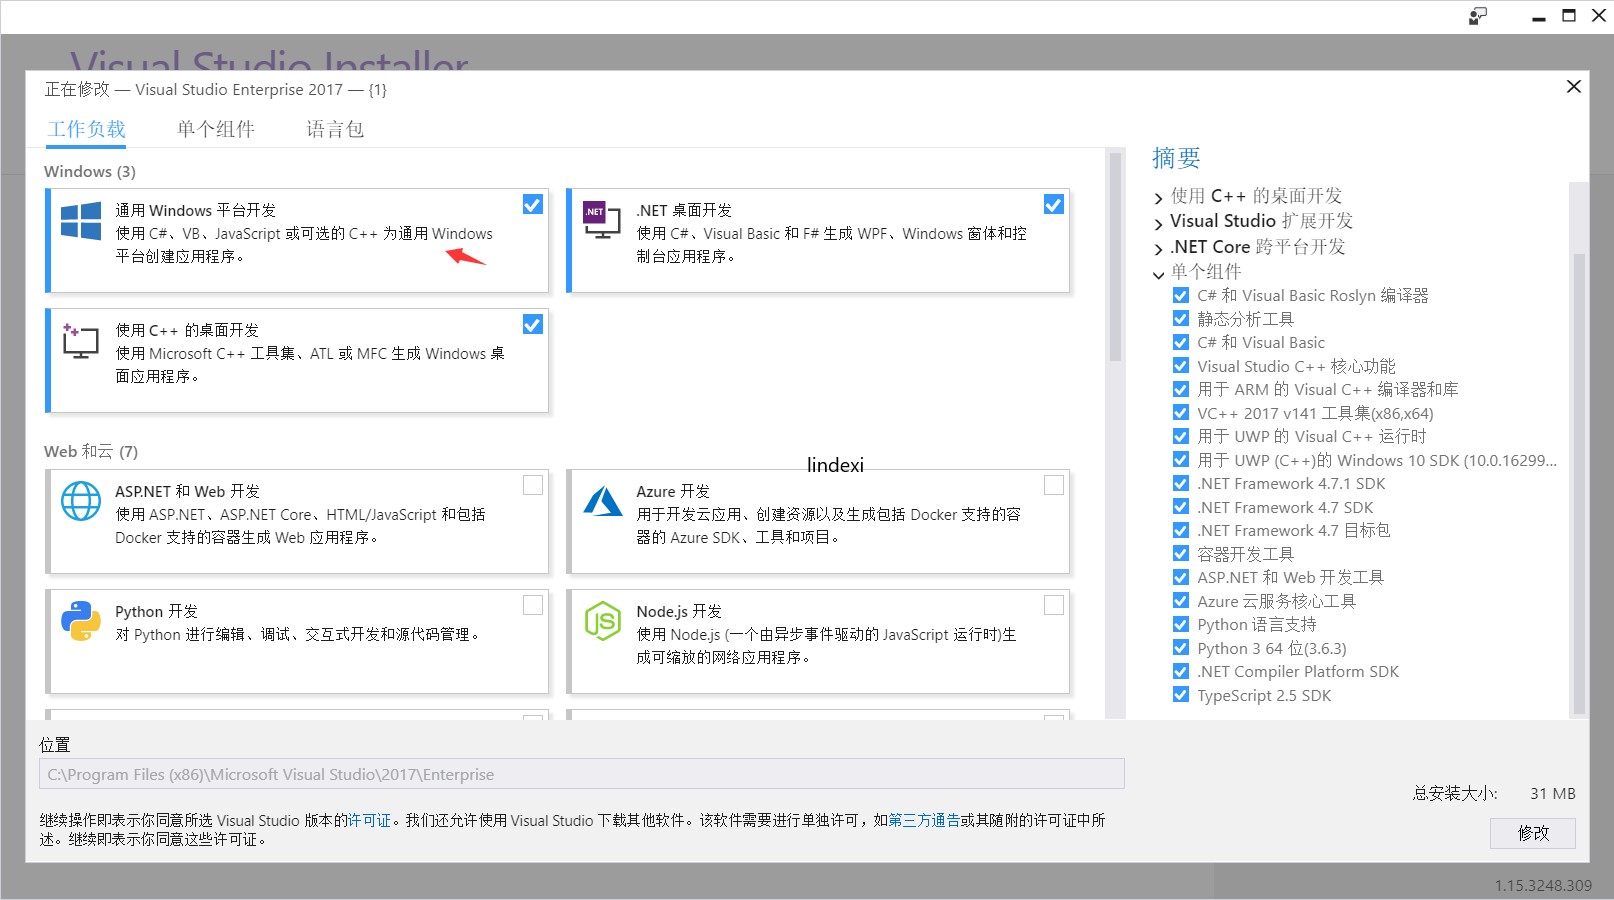 Visual Studio Installer
正在修改 — Visual Studio Enterprise 2017 — {1}
工作负载 单个组件 语言包
Windows (3)
通用 Windows 平台开发
使用 C#、VB、JavaScript 或可选的 C++ 为通用 Windows
平台创建应用程序。
.NET 桌面开发
使用 C#、Visual Basic 和 F# 生成 WPF、Windows 窗体和控
制台应用程序。
使用 C++ 的桌面开发
使用 Microsoft C++ 工具集、ATL 或 MFC 生成 Windows 桌
面应用程序。
Web 和云 (7)
lindexi
ASP.NET 和 Web 开发
使用 ASP.NET、ASP.NET Core、HTML/JavaScript 和包括
Docker 支持的容器生成 Web 应用程序。
Azure 开发
用于开发云应用、创建资源以及生成包括 Docker 支持的容
器的 Azure SDK、工具和项目。
Python 开发
对 Python 进行编辑、调试、交互式开发和源代码管理。
Node.js 开发
使用 Node.js (一个由异步事件驱动的 JavaScript 运行时)生
成可缩放的网络应用程序。
摘要
使用 C++ 的桌面开发
Visual Studio 扩展开发
.NET Core 跨平台开发
单个组件
C# 和 Visual Basic Roslyn 编译器
静态分析工具
C# 和 Visual Basic
Visual Studio C++ 核心功能
用于 ARM 的 Visual C++ 编译器和库
VC++ 2017 v141 工具集(x86,x64)
用于 UWP 的 Visual C++ 运行时
用于 UWP (C++)的 Windows 10 SDK (10.0.16299...
.NET Framework 4.7.1 SDK
.NET Framework 4.7 SDK
.NET Framework 4.7 目标包
容器开发工具
ASP.NET 和 Web 开发工具
Azure 云服务核心工具
Python 语言支持
Python 3 64 位(3.6.3)
.NET Compiler Platform SDK
TypeScript 2.5 SDK
位置
C:\Program Files (x86)\Microsoft Visual Studio\2017\Enterprise
继续操作即表示你同意所选 Visual Studio 版本的许可证。我们还允许使用 Visual Studio 下载其他软件。该软件需要进行单独许可，如第三方通告或其随附的许可证中所
述。继续即表示你同意这些许可证。
总安装大小: 31 MB
修改
1.15.3248.309